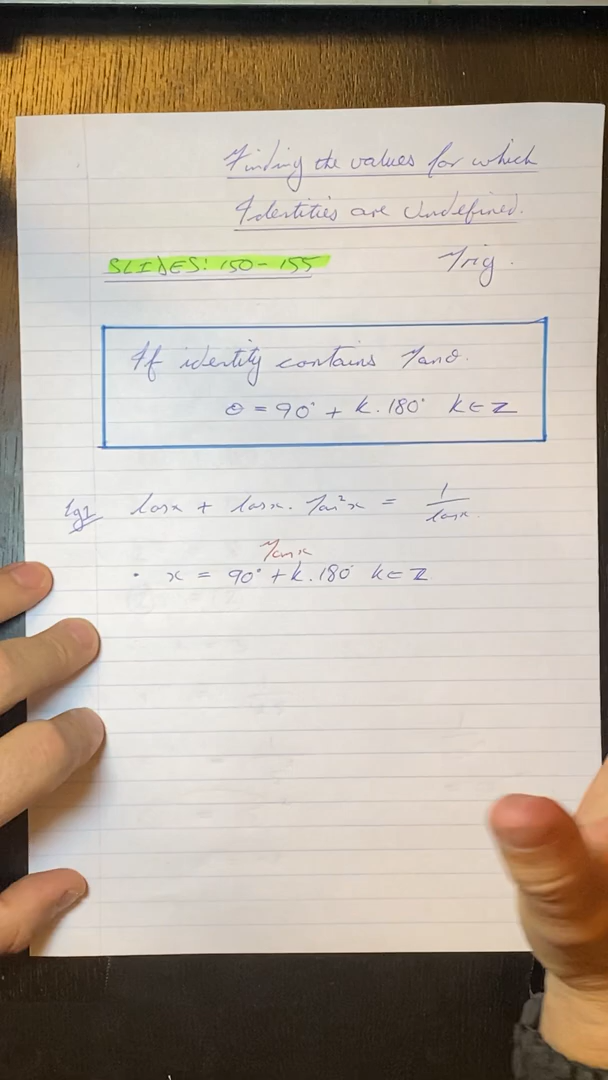 Finding the values for which
Identities are Undefined.
SLIDES: 150 - 155
Trig.
If identity contains Tanθ.
θ = 90° + k.180° k∈Z
Eg1 Cosx + Cosx.Tan²x = 1/Cosx.
Tanx
• x = 90° + k.180° k∈Z